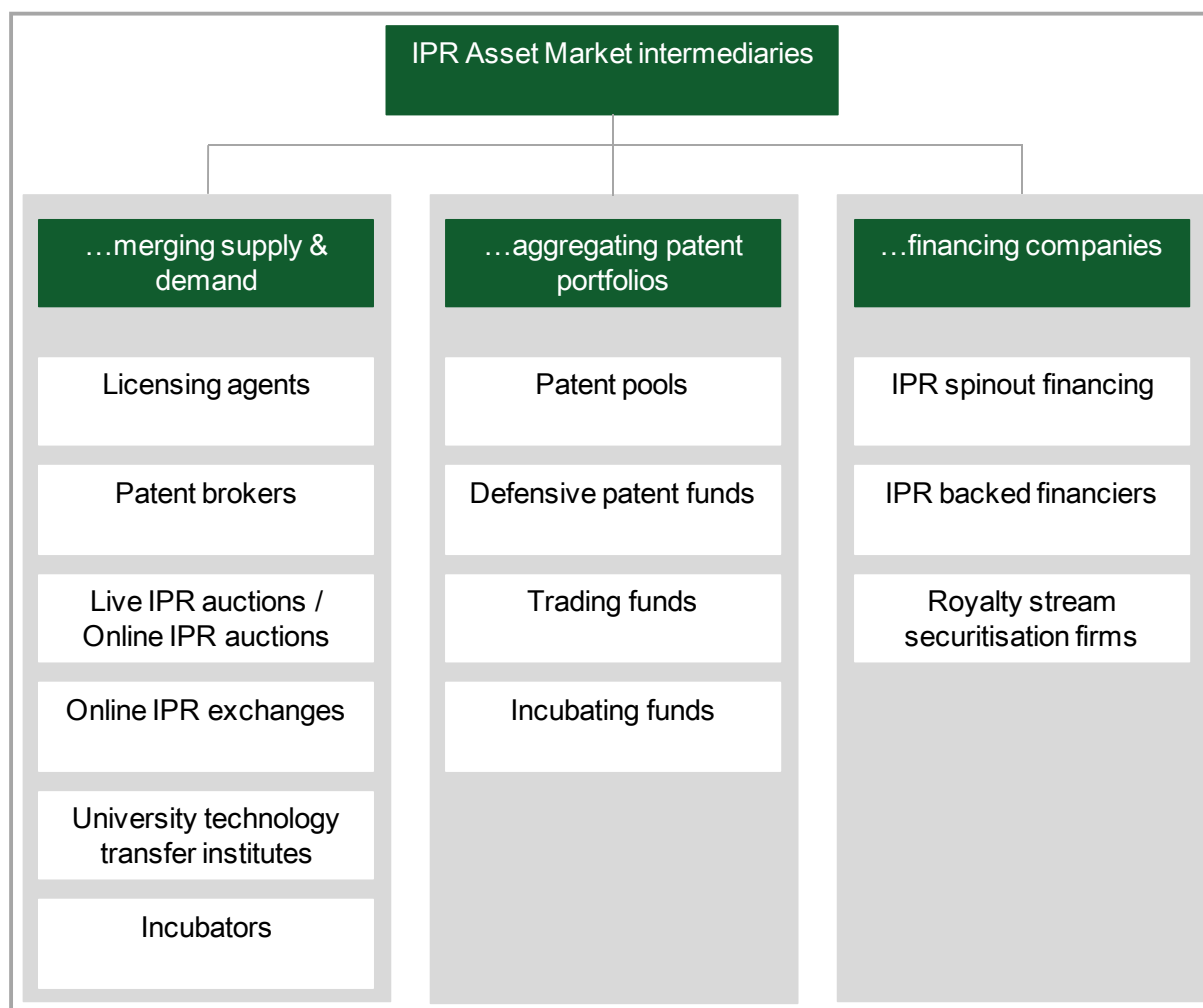 IPR Asset Market intermediaries
…merging supply &
demand
Licensing agents
Patent brokers
Live IPR auctions /
Online IPR auctions
Online IPR exchanges
University technology
transfer institutes
Incubators
…aggregating patent
portfolios
Patent pools
Defensive patent funds
Trading funds
Incubating funds
…financing companies
IPR spinout financing
IPR backed financiers
Royalty stream
securitisation firms